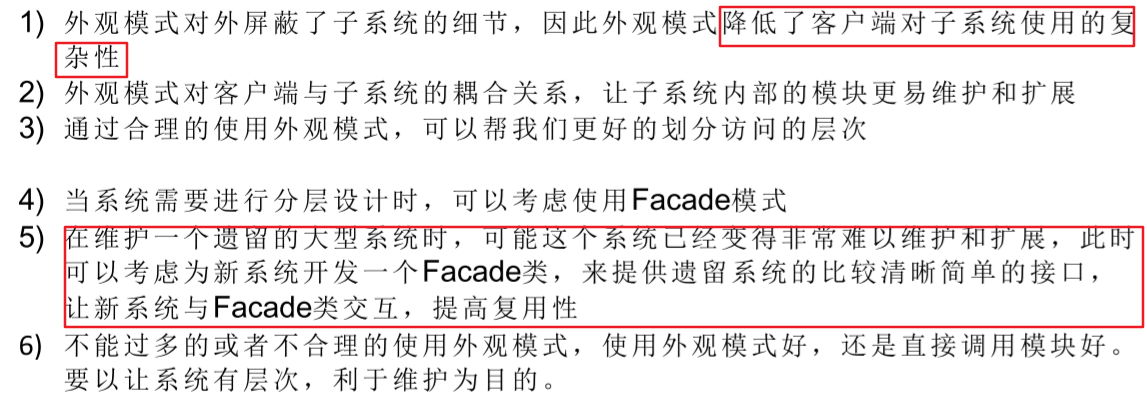 1) 外观模式对外屏蔽了子系统的细节，因此外观模式降低了客户端对子系统使用的复
杂性
2) 外观模式对客户端与子系统的耦合关系，让子系统内部的模块更易维护和扩展
3) 通过合理的使用外观模式，可以帮我们更好的划分访问的层次
4) 当系统需要进行分层设计时，可以考虑使用Facade模式
5) 在维护一个遗留的大型系统时，可能这个系统已经变得非常难以维护和扩展，此时
可以考虑为新系统开发一个Facade类，来提供遗留系统的比较清晰简单的接口，
让新系统与Facade类交互，提高复用性
6) 不能过多的或者不合理的使用外观模式，使用外观模式好，还是直接调用模块好。
要以让系统有层次，利于维护为目的。